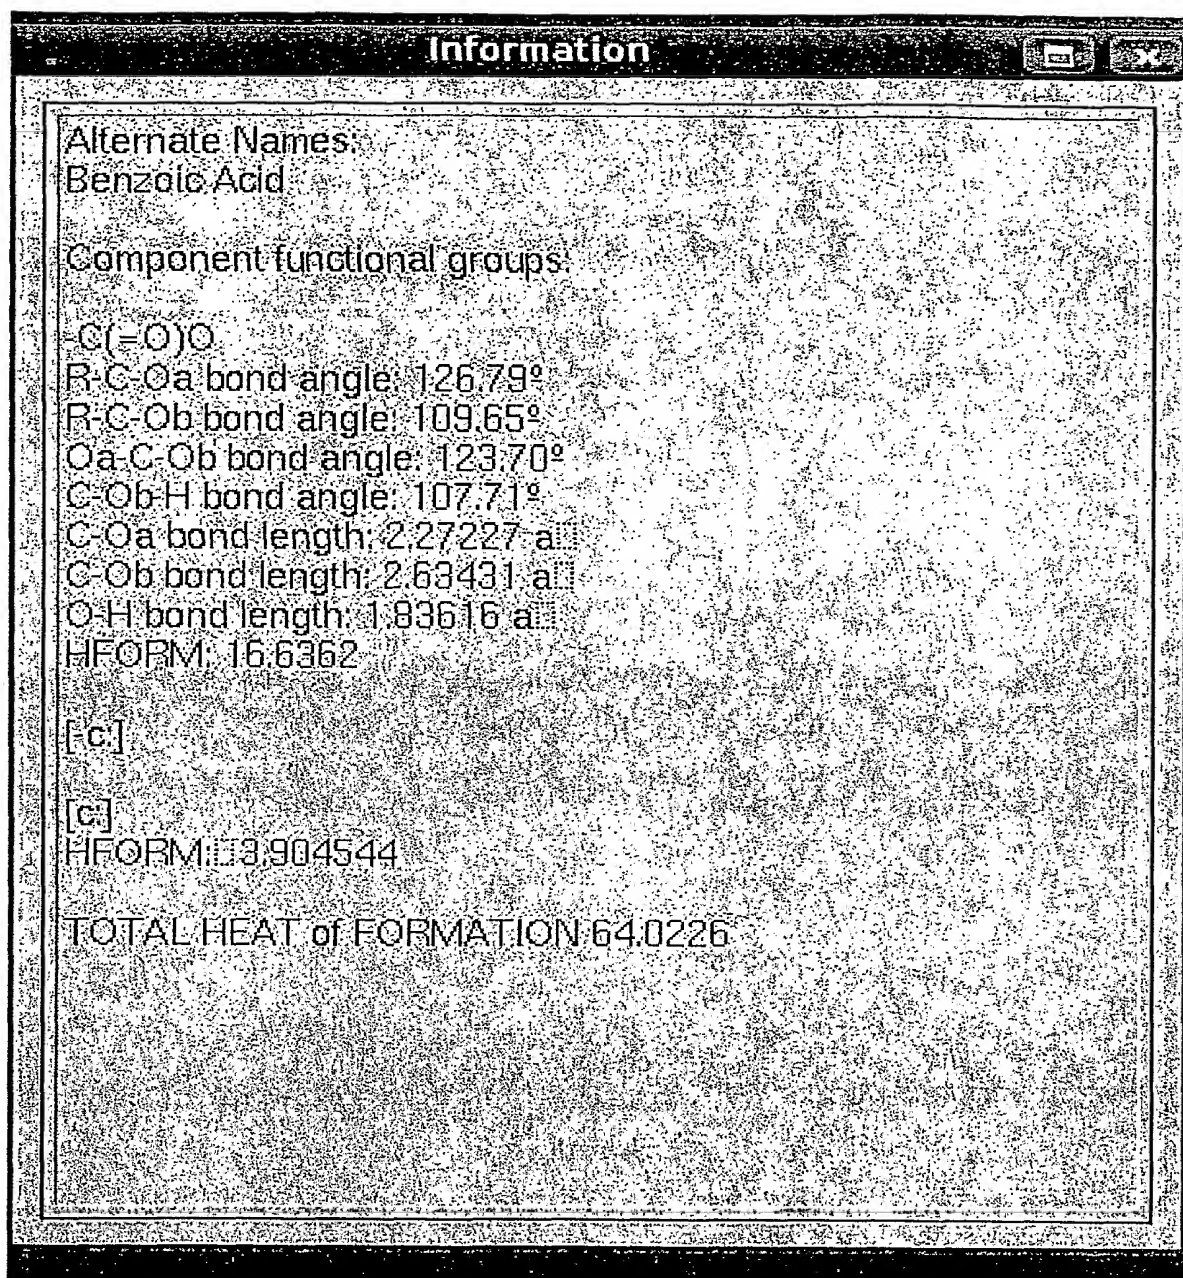 Information
Alternate Names:
Benzoic Acid
Component functional groups:
-C(=O)O
R-C-Oa bond angle: 126.79º
R-C-Ob bond angle: 109.65º
Oa-C-Ob bond angle: 123.70º
C-Ob-H bond angle: 107.71º
C-Oa bond length: 2.27227 a
C-Ob bond length: 2.63431 a
O-H bond length: 1.83616 a
HFORM: 16.6362
[-c:]
[c:]
HFORM: 3.904544
TOTAL HEAT of FORMATION 64.0226